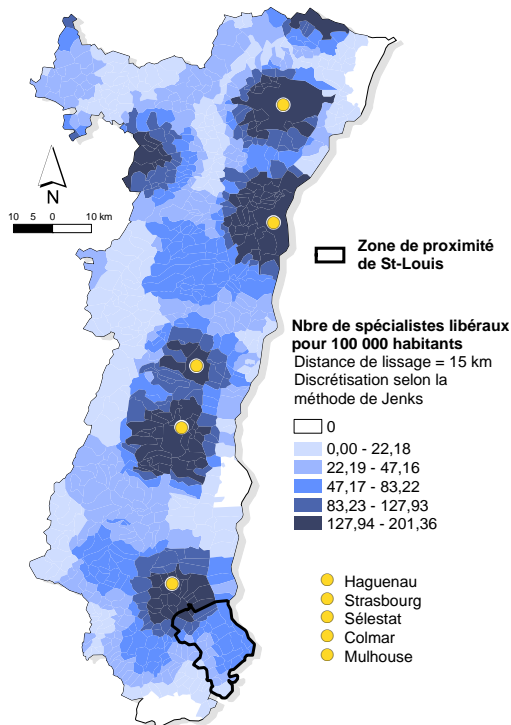 N
10 5 0 10 km
Zone de proximité
de St-Louis
Nbre de spécialistes libéraux
pour 100 000 habitants
Distance de lissage = 15 km
Discrétisation selon la
méthode de Jenks
0
0,00 - 22,18
22,19 - 47,16
47,17 - 83,22
83,23 - 127,93
127,94 - 201,36
Haguenau
Strasbourg
Sélestat
Colmar
Mulhouse